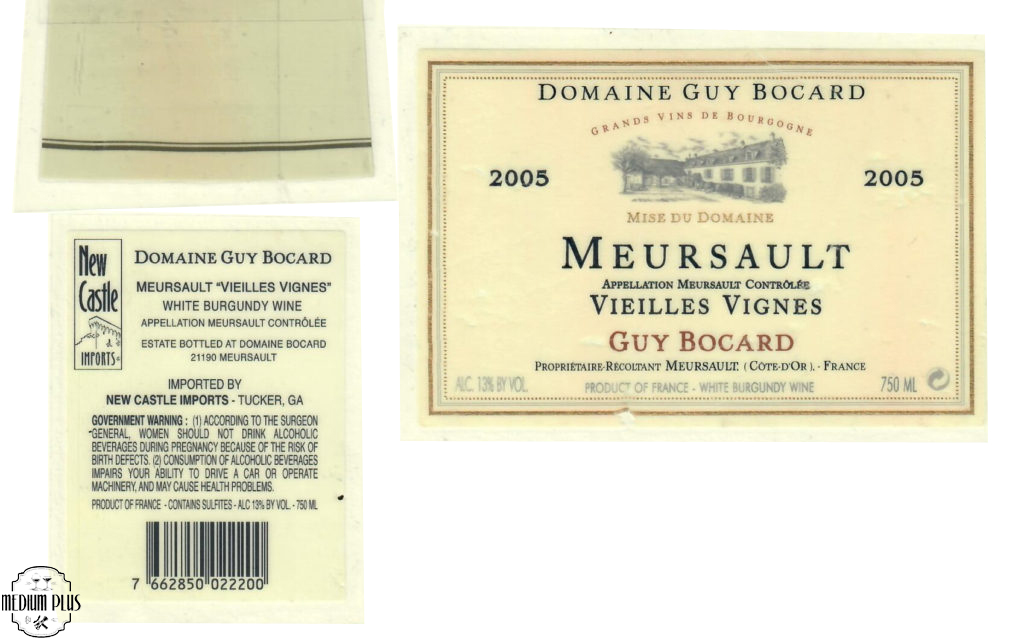 DOMAINE GUY BOCARD
GRANDS VINS DE BOURGOGNE
2005 2005
MISE DU DOMAINE
MEURSAULT
APPELLATION MEURSAULT CONTRÔLÉE
VIEILLES VIGNES
GUY BOCARD
PROPRIÉTAIRE-RÉCOLTANT MEURSAULT. (CÔTE-D'OR). - FRANCE
ALC. 13% BY VOL. PRODUCT OF FRANCE - WHITE BURGUNDY WINE 750 ML
New
Castle
IMPORTS
DOMAINE GUY BOCARD
MEURSAULT "VIEILLES VIGNES"
WHITE BURGUNDY WINE
APPELLATION MEURSAULT CONTRÔLÉE
ESTATE BOTTLED AT DOMAINE BOCARD
21190 MEURSAULT
IMPORTED BY
NEW CASTLE IMPORTS - TUCKER, GA
GOVERNMENT WARNING : (1) ACCORDING TO THE SURGEON
GENERAL, WOMEN SHOULD NOT DRINK ALCOHOLIC
BEVERAGES DURING PREGNANCY BECAUSE OF THE RISK OF
BIRTH DEFECTS. (2) CONSUMPTION OF ALCOHOLIC BEVERAGES
IMPAIRS YOUR ABILITY TO DRIVE A CAR OR OPERATE
MACHINERY, AND MAY CAUSE HEALTH PROBLEMS.
PRODUCT OF FRANCE - CONTAINS SULFITES - ALC 13% BY VOL. - 750 ML
7 662850 022200
MEDIUM PLUS